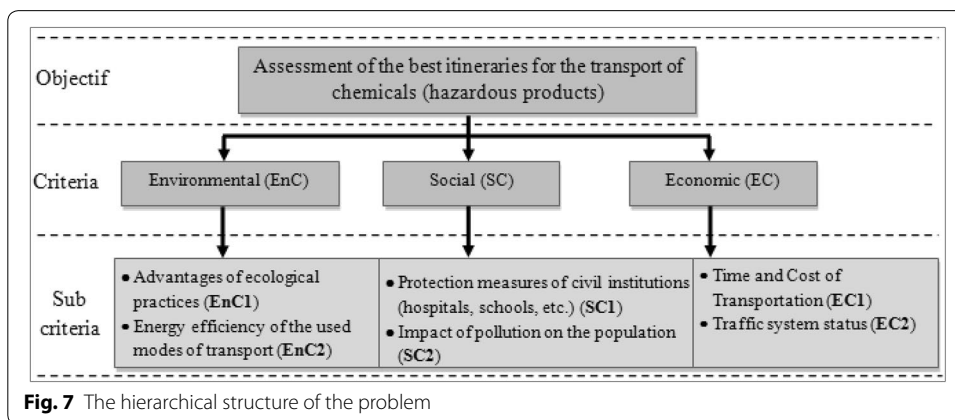 Objectif
Assessment of the best itineraries for the transport of
chemicals (hazardous products)
Criteria
Environmental (EnC)
Social (SC)
Economic (EC)
Sub
criteria
• Advantages of ecological
practices (EnC1)
• Energy efficiency of the used
modes of transport (EnC2)
• Protection measures of civil institutions
(hospitals, schools, etc.) (SC1)
• Impact of pollution on the population
(SC2)
• Time and Cost of
Transportation (EC1)
• Traffic system status (EC2)
Fig. 7 The hierarchical structure of the problem